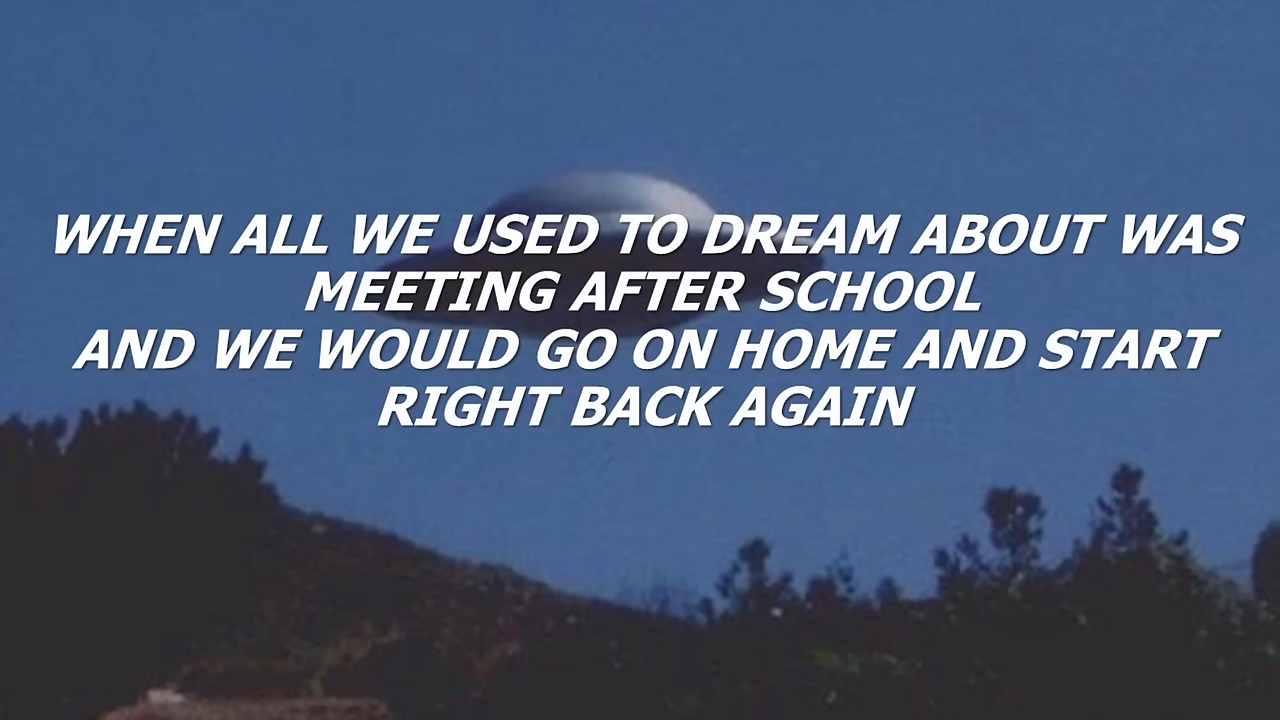 WHEN ALL WE USED TO DREAM ABOUT WAS
MEETING AFTER SCHOOL
AND WE WOULD GO ON HOME AND START
RIGHT BACK AGAIN